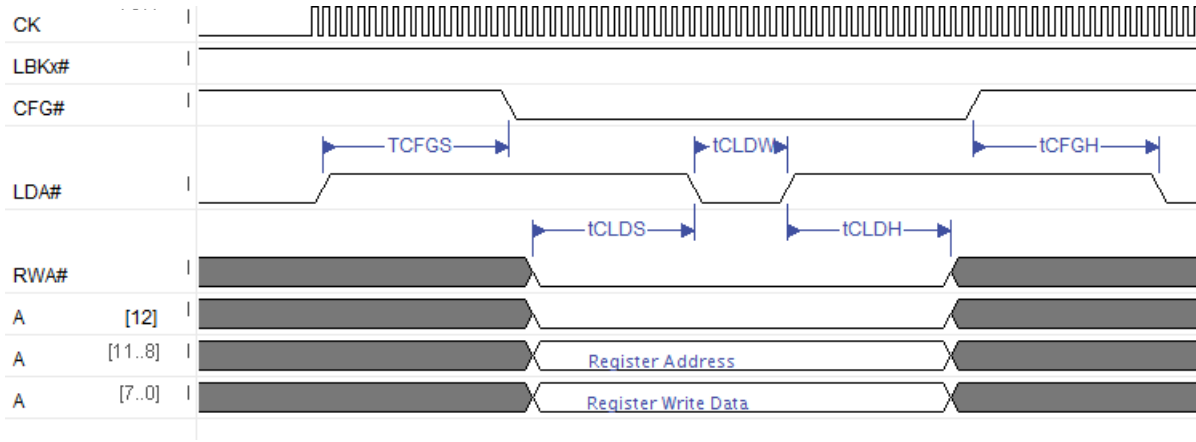 CK
LBKx#
CFG#
TCFGS tCLDW tCFGH
LDA#
tCLDS tCLDH
RWA#
A [12]
A [11..8] Register Address
A [7..0] Register Write Data